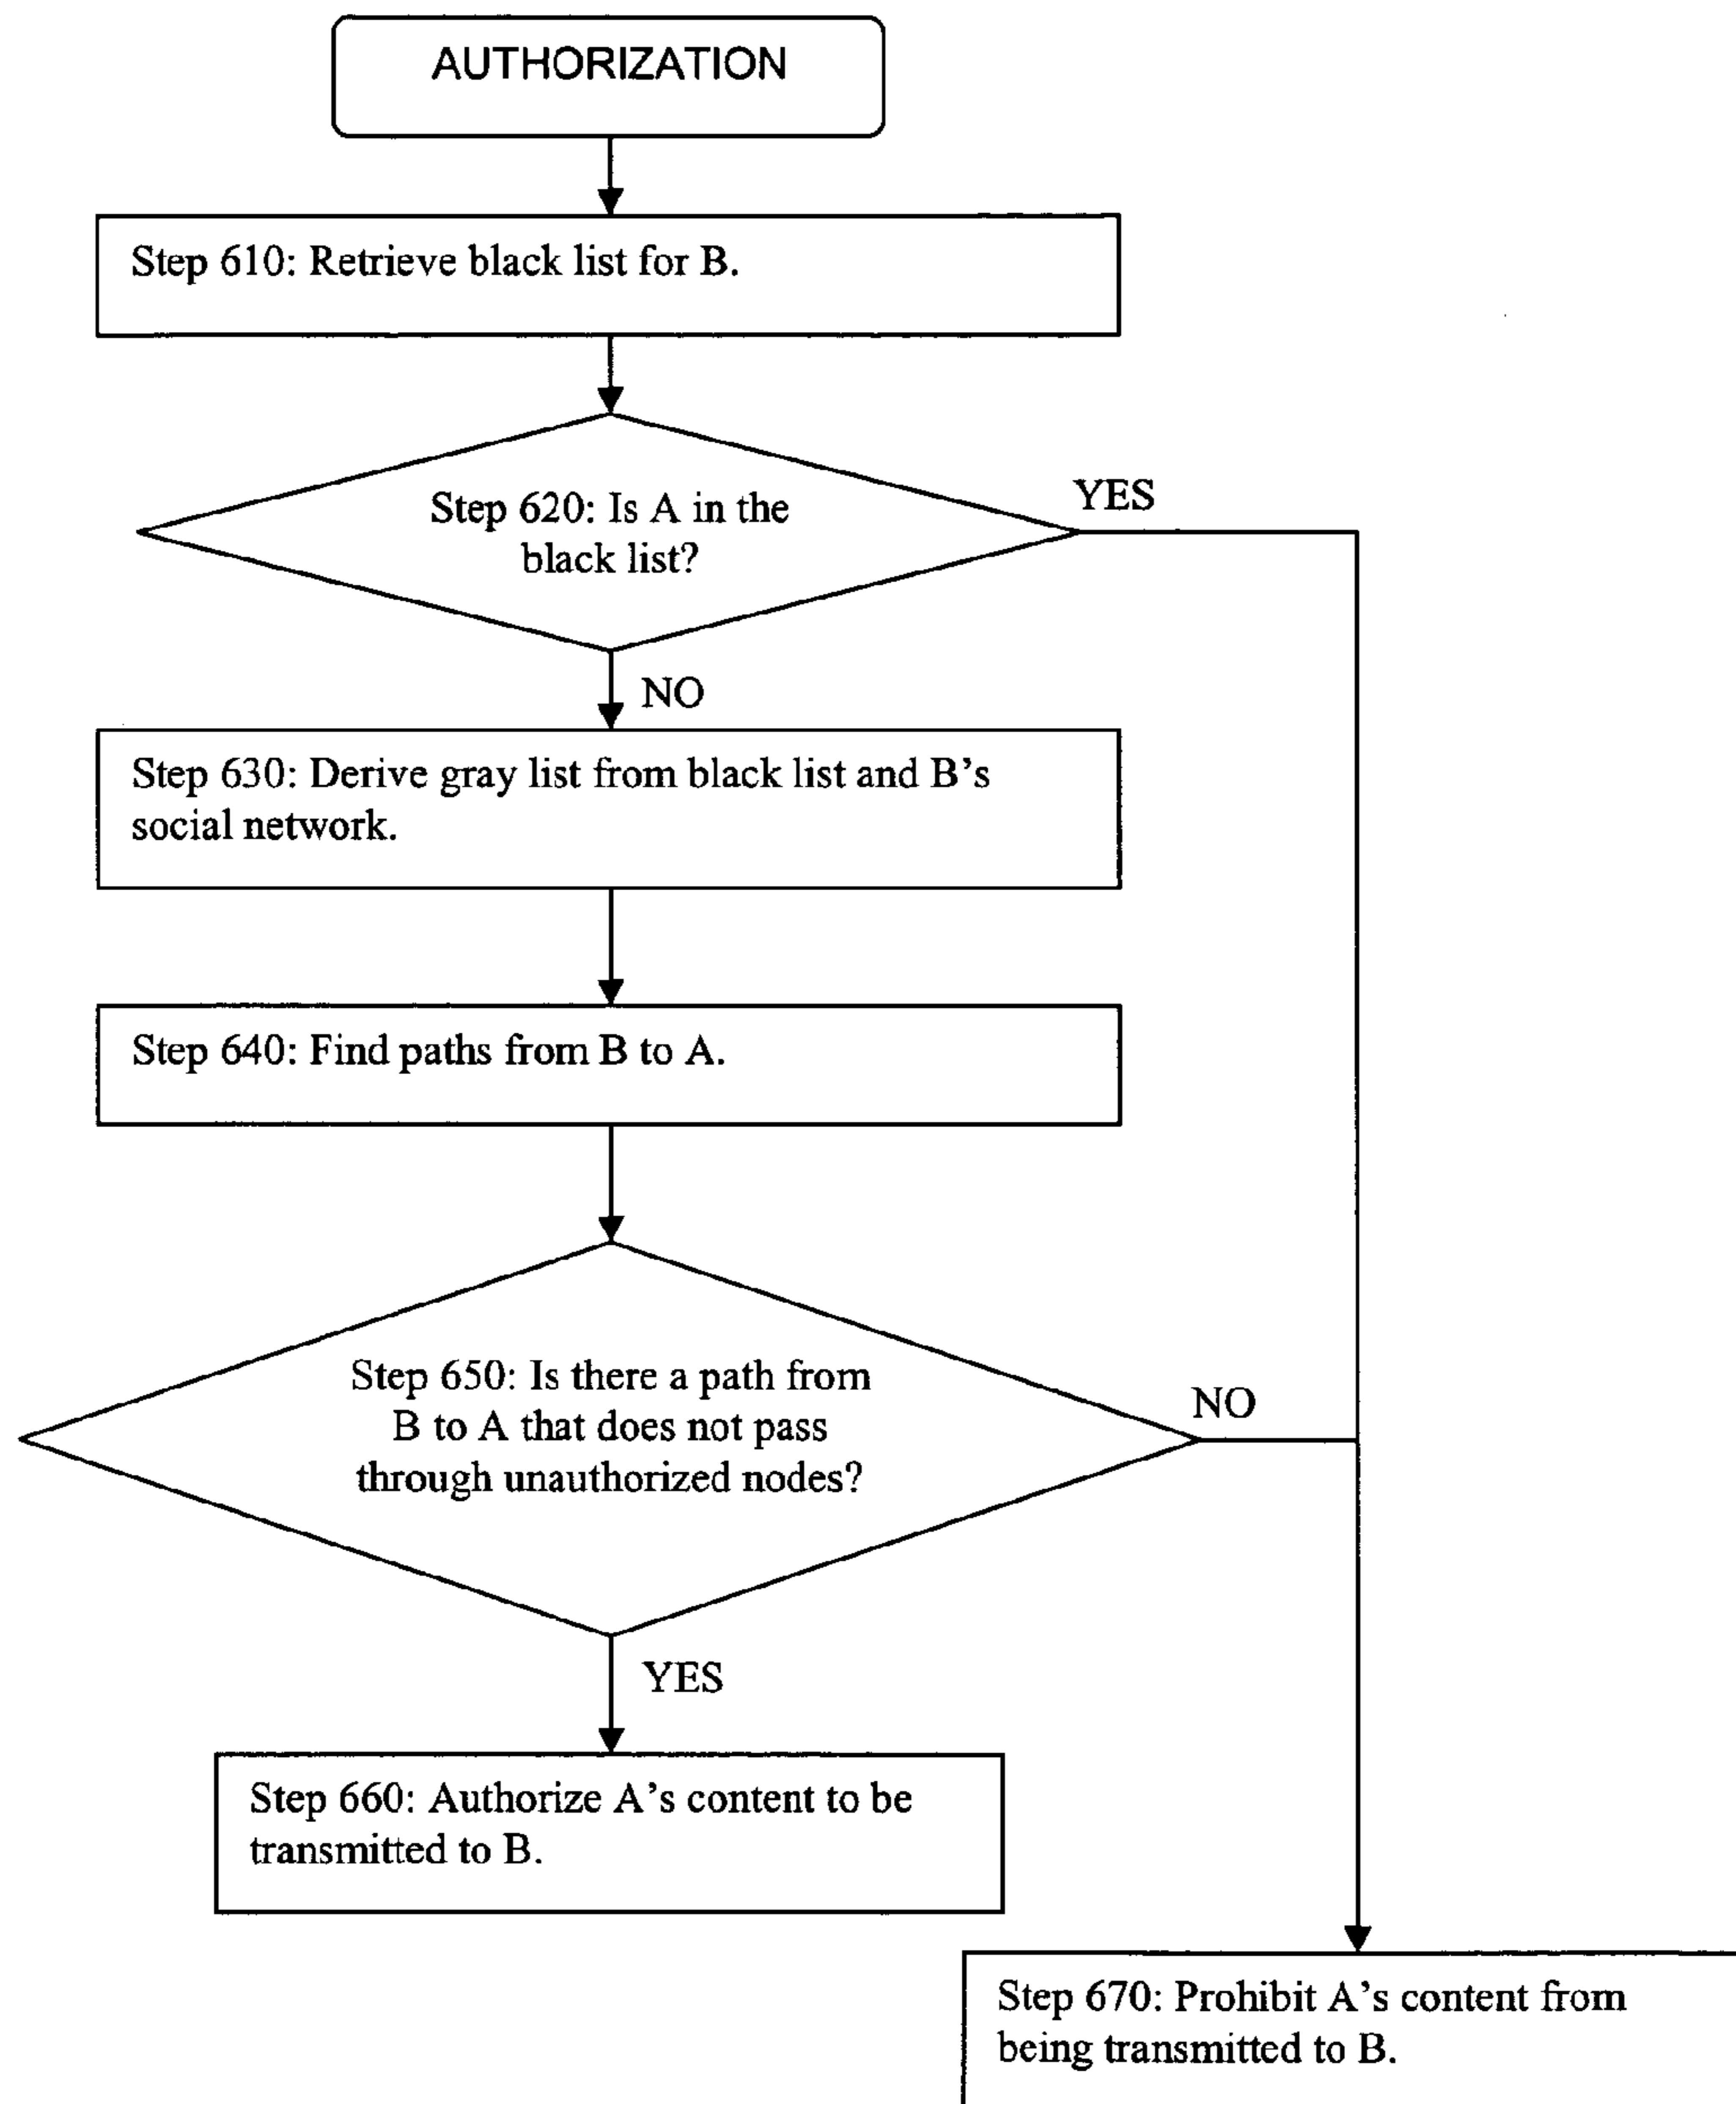 AUTHORIZATION
Step 610: Retrieve black list for B.
Step 620: Is A in the
black list?
YES
NO
Step 630: Derive gray list from black list and B's
social network.
Step 640: Find paths from B to A.
Step 650: Is there a path from
B to A that does not pass
through unauthorized nodes?
NO
YES
Step 660: Authorize A's content to be
transmitted to B.
Step 670: Prohibit A's content from
being transmitted to B.